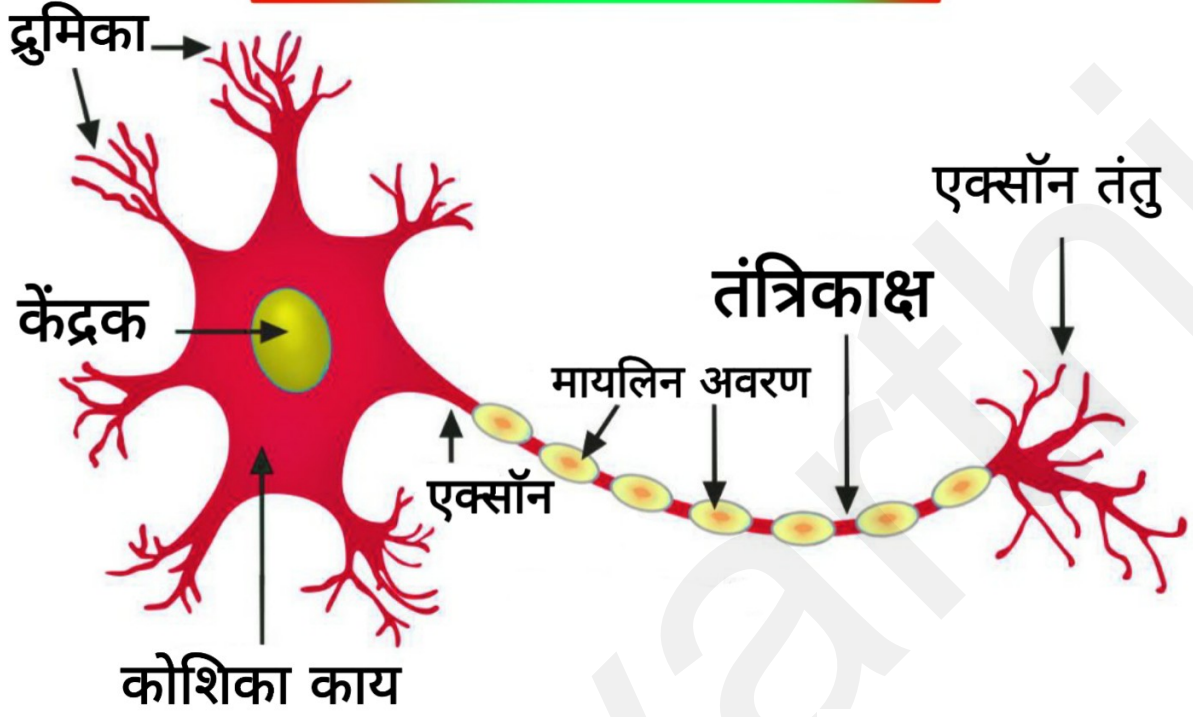 द्रुमिका
एक्सॉन तंतु
तंत्रिकाक्ष
केंद्रक
मायलिन अवरण
एक्सॉन
कोशिका काय